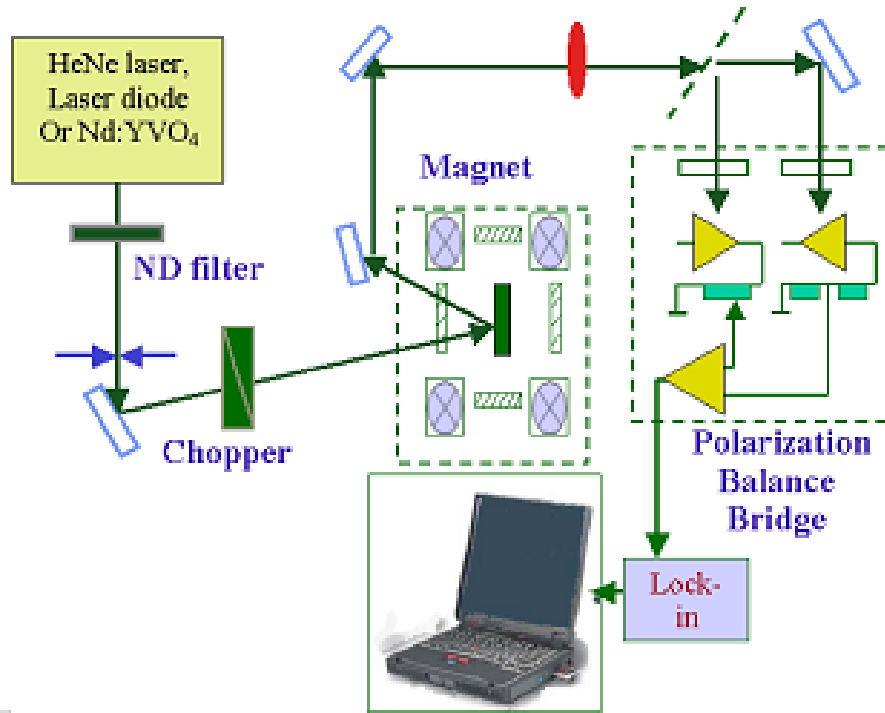 HeNe laser,
Laser diode
Or Nd:YVO₄
ND filter
Chopper
Magnet
Polarization
Balance
Bridge
Lock-
in